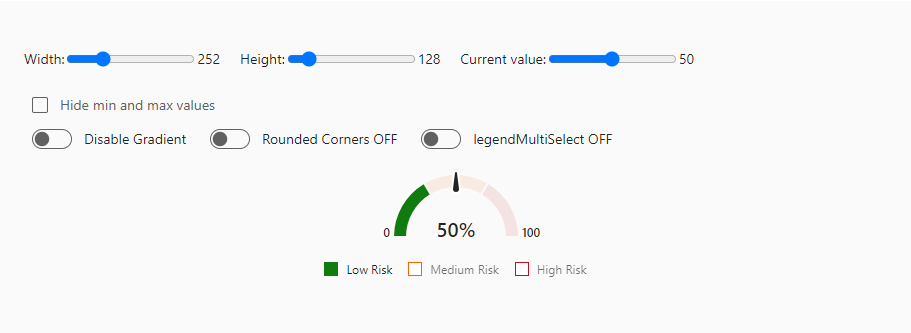 Width: 252 Height: 128 Current value: 50
Hide min and max values
Disable Gradient Rounded Corners OFF legendMultiSelect OFF
0 50% 100
Low Risk Medium Risk High Risk